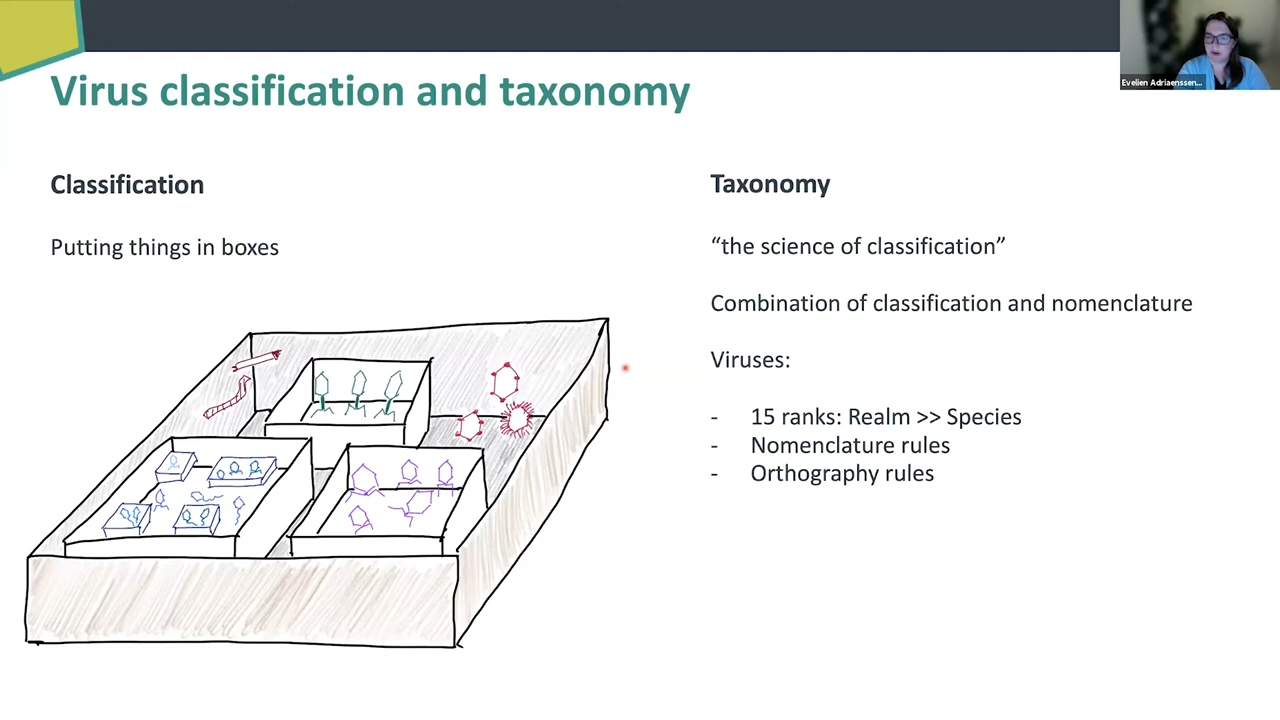 Evelien Adriaenssen...
Virus classification and taxonomy
Classification
Putting things in boxes
Taxonomy
“the science of classification”
Combination of classification and nomenclature
Viruses:
- 15 ranks: Realm >> Species
- Nomenclature rules
- Orthography rules